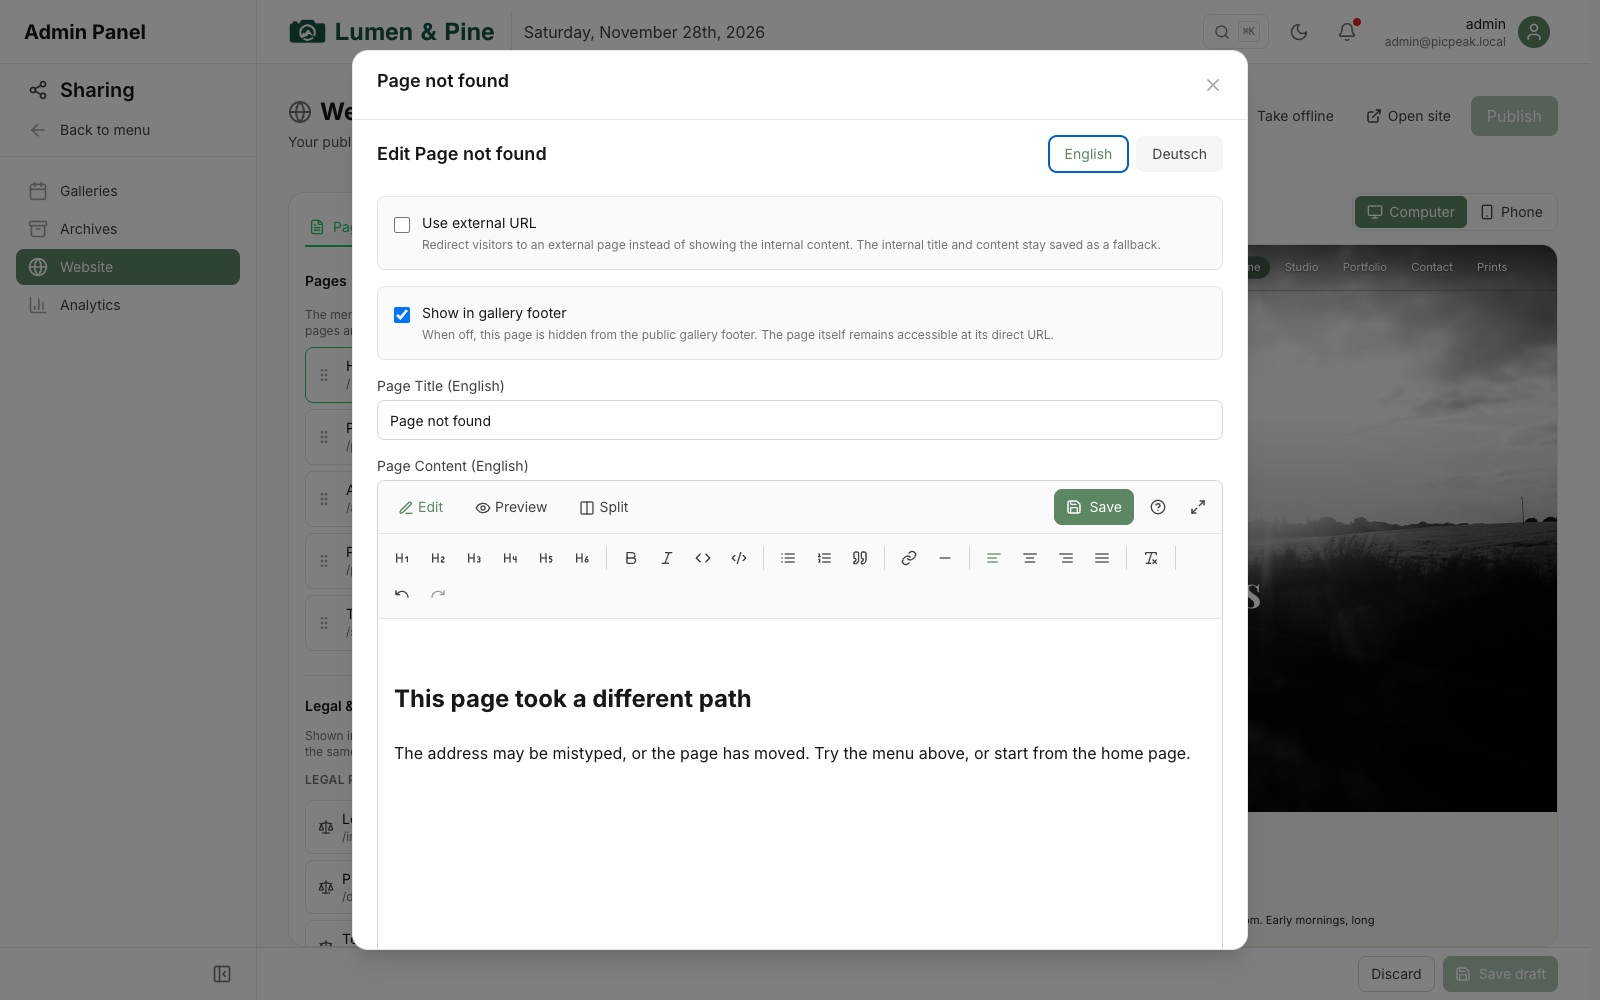 Admin Panel
Lumen & Pine
Saturday, November 28th, 2026
⌘K
admin
admin@picpeak.local
Sharing
Back to menu
Galleries
Archives
Website
Analytics
Your publ
Take offline
Open site
Publish
Computer
Phone
Pages
Studio
Portfolio
Contact
Prints
Page not found
Edit Page not found
English
Deutsch
Use external URL
Redirect visitors to an external page instead of showing the internal content. The internal title and content stay saved as a fallback.
Show in gallery footer
When off, this page is hidden from the public gallery footer. The page itself remains accessible at its direct URL.
Page Title (English)
Page not found
Page Content (English)
Edit
Preview
Split
Save
H1 H2 H3 H4 H5 H6
This page took a different path
The address may be mistyped, or the page has moved. Try the menu above, or start from the home page.
Legal &
the same
om. Early mornings, long
Discard
Save draft